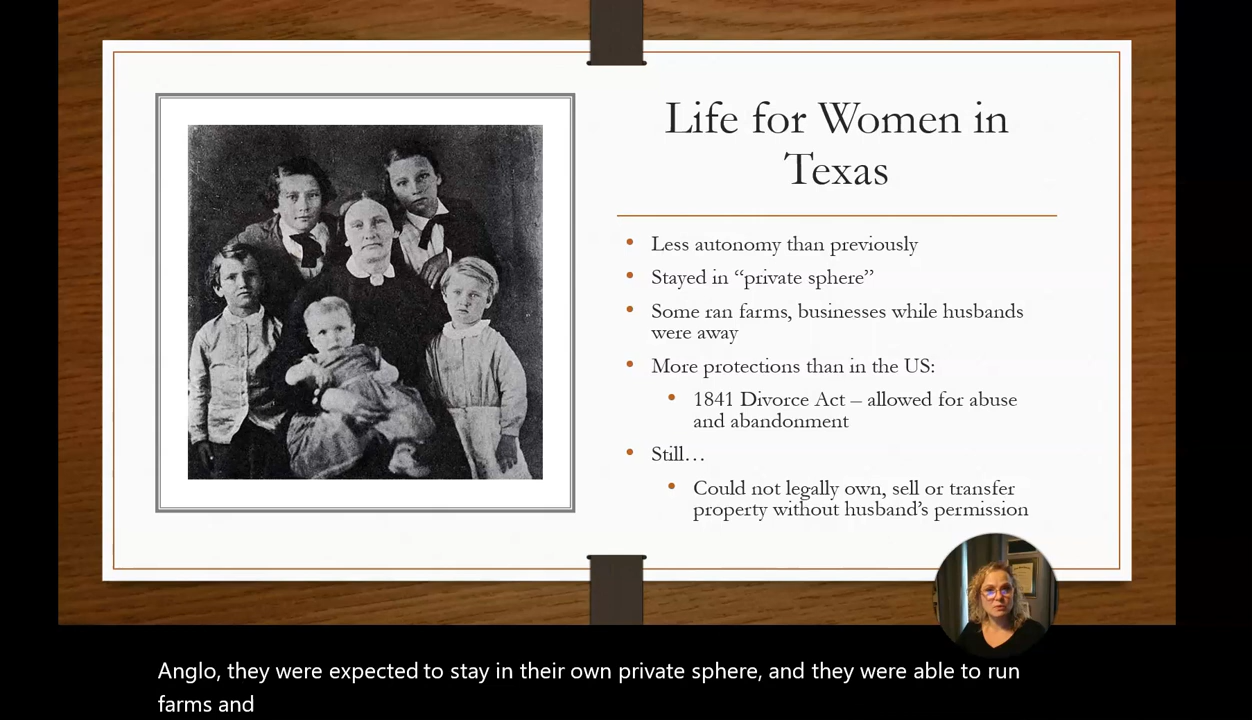 Life for Women in
Texas
• Less autonomy than previously
• Stayed in “private sphere”
• Some ran farms, businesses while husbands
were away
• More protections than in the US:
• 1841 Divorce Act – allowed for abuse
and abandonment
• Still…
• Could not legally own, sell or transfer
property without husband’s permission
Anglo, they were expected to stay in their own private sphere, and they were able to run
farms and